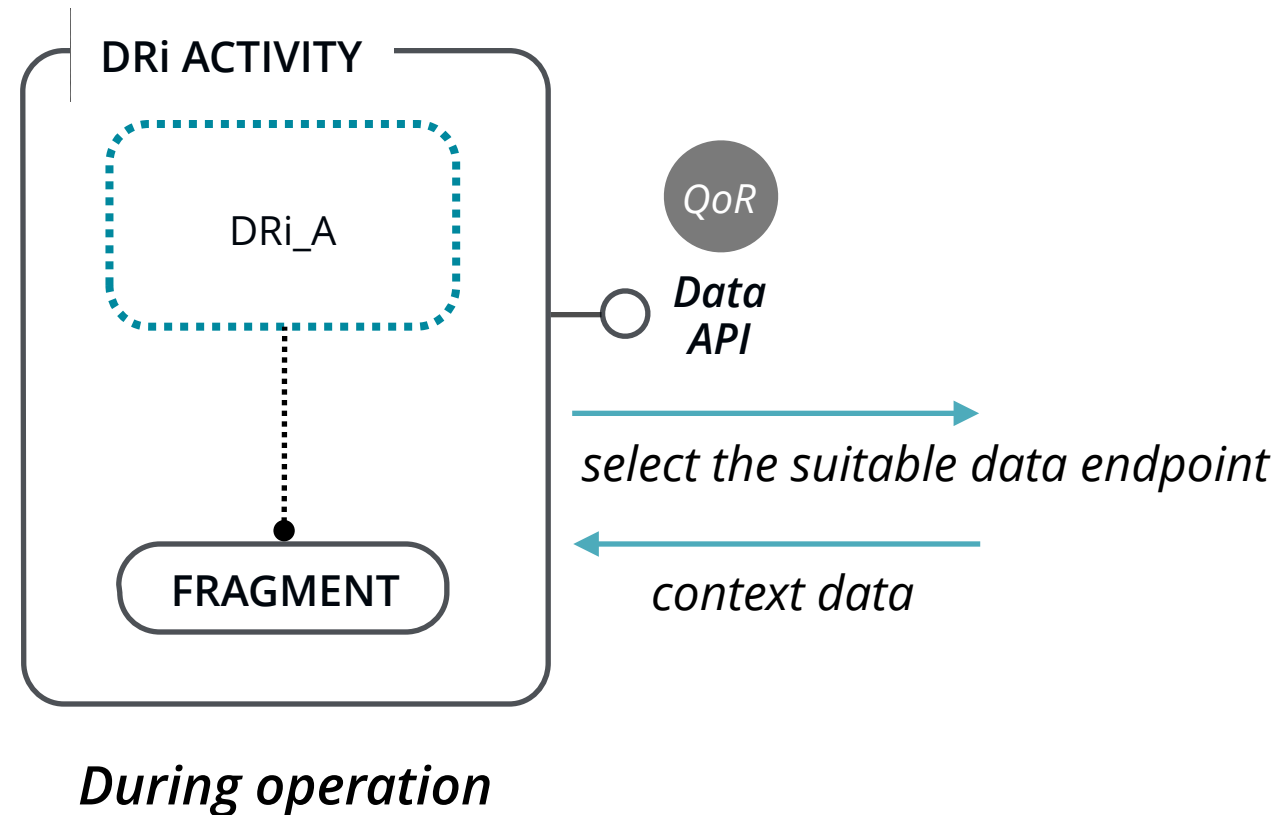 DRi ACTIVITY
DRi_A
QoR
Data
API
select the suitable data endpoint
context data
FRAGMENT
During operation